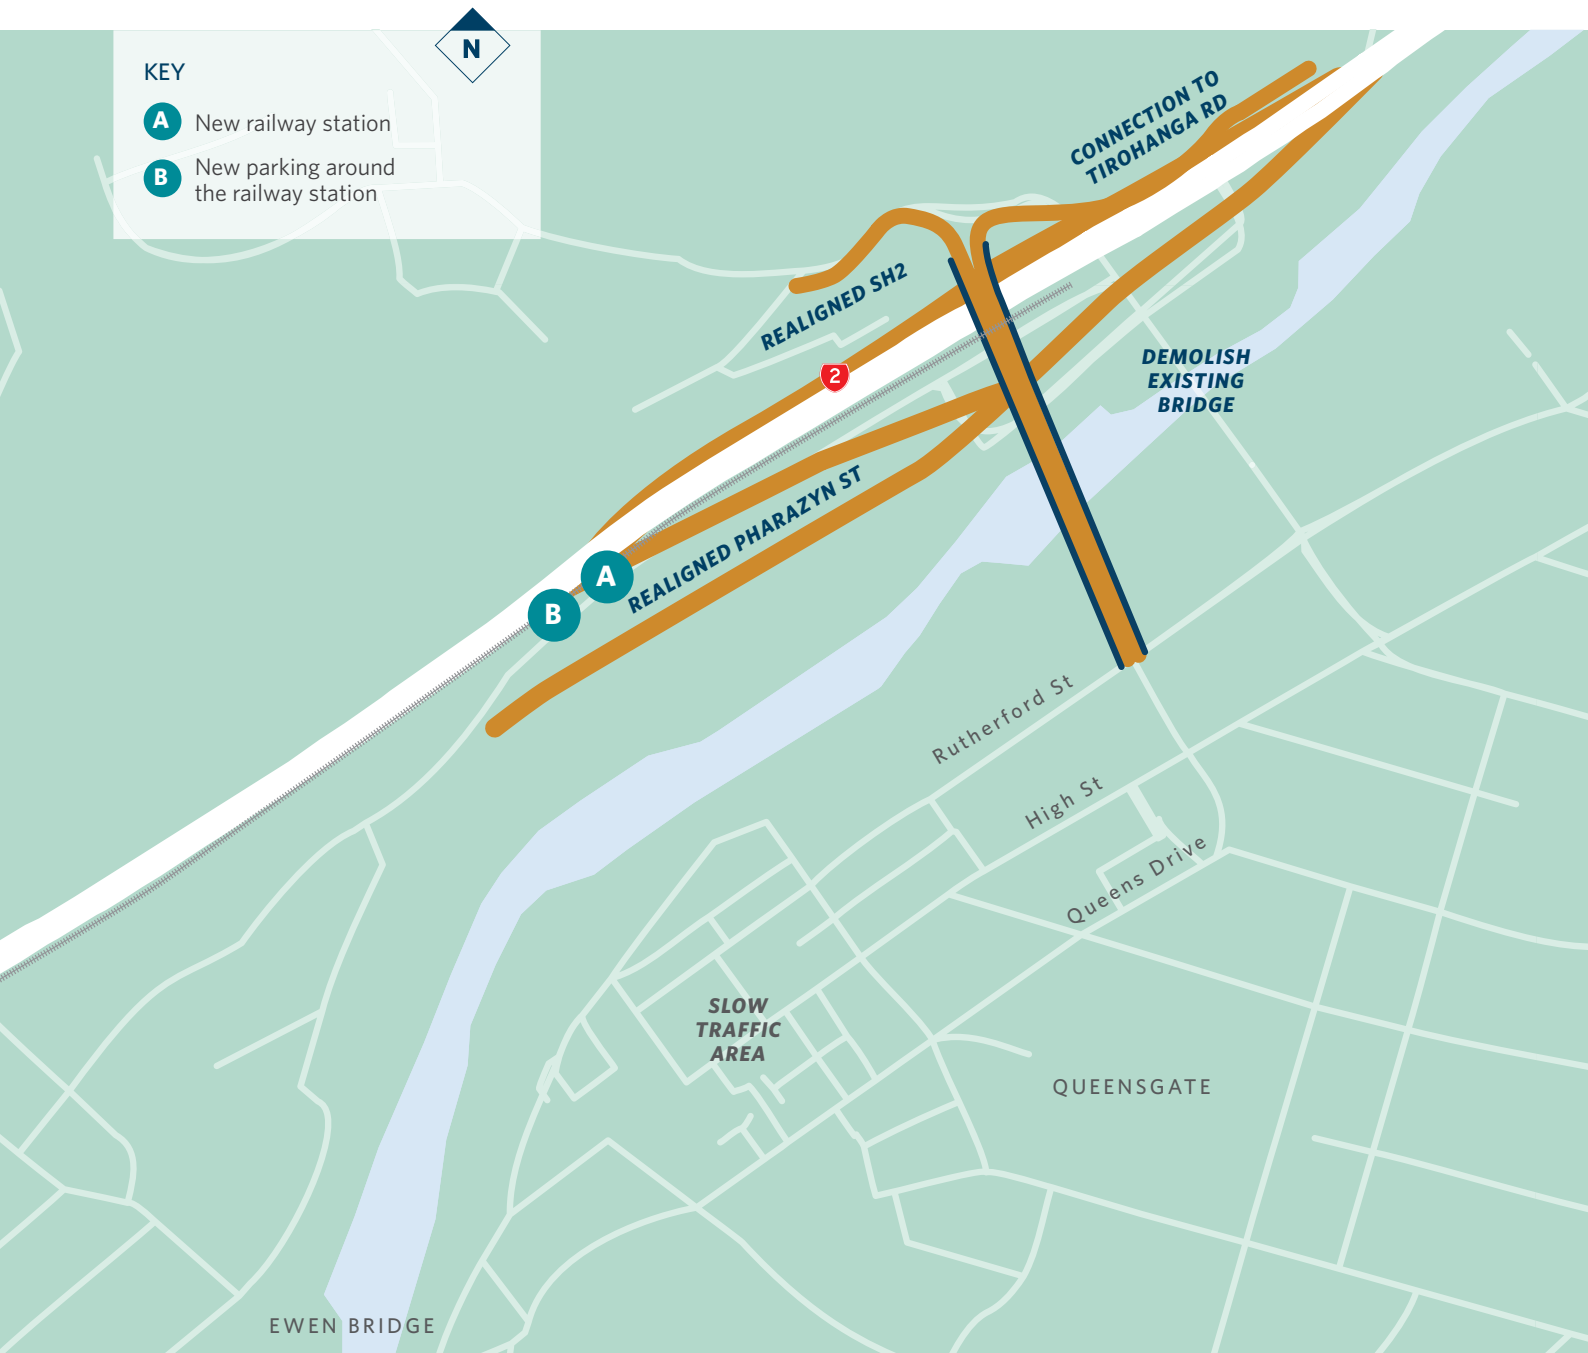 N
KEY
A New railway station
B New parking around
the railway station
CONNECTION TO
TIROHANGA RD
REALIGNED SH2
2
DEMOLISH
EXISTING
BRIDGE
REALIGNED PHARAZYN ST
A
B
Rutherford St
High St
Queens Drive
SLOW
TRAFFIC
AREA
QUEENSGATE
EWEN BRIDGE